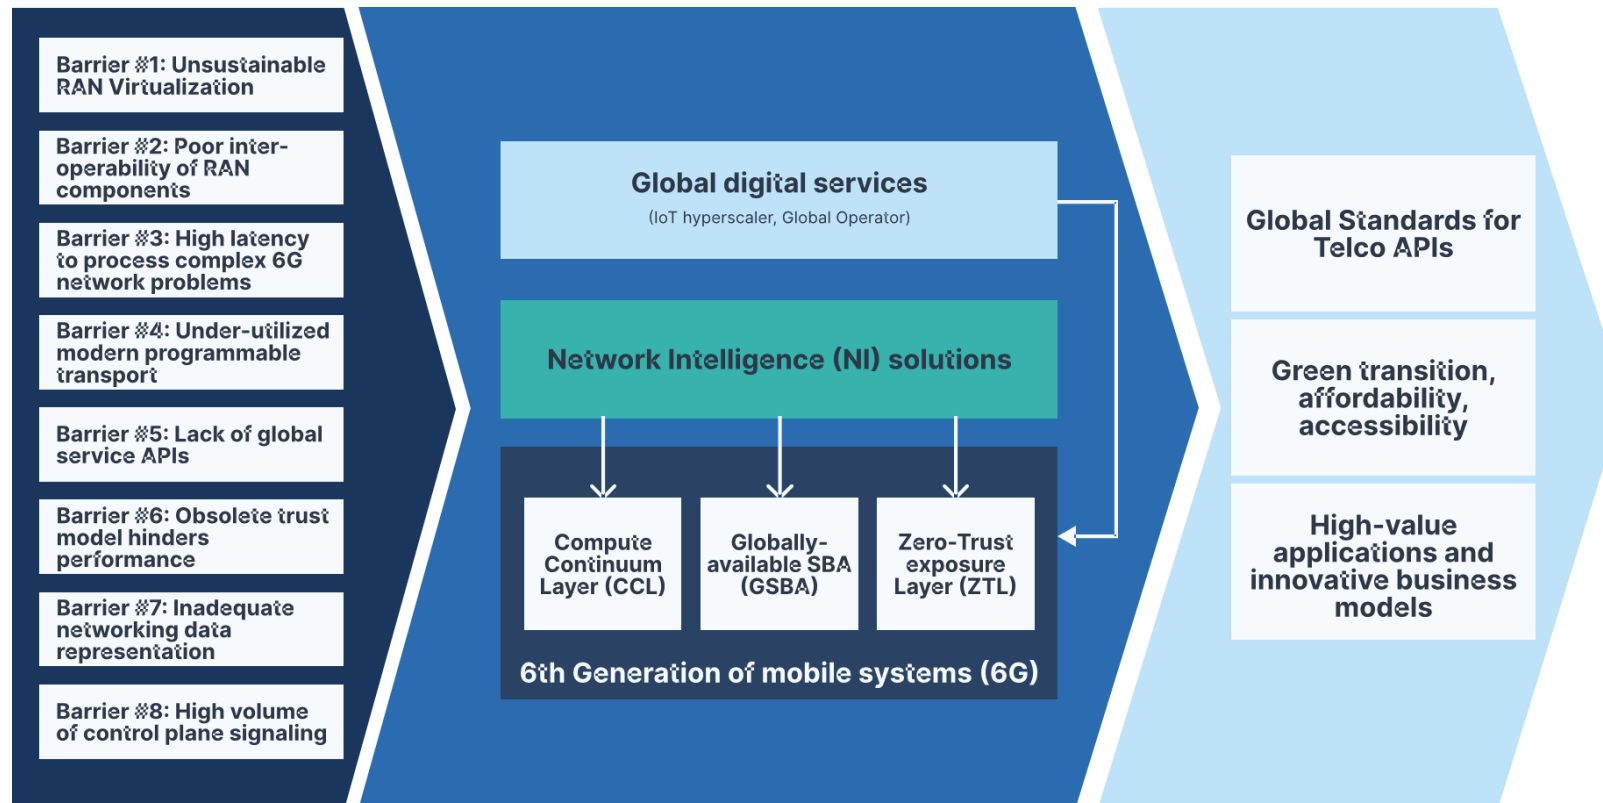 Barrier #1: Unsustainable
RAN Virtualization
Barrier #2: Poor inter-
operability of RAN
components
Barrier #3: High latency
to process complex 6G
network problems
Barrier #4: Under-utilized
modern programmable
transport
Barrier #5: Lack of global
service APIs
Barrier #6: Obsolete trust
model hinders
performance
Barrier #7: Inadequate
networking data
representation
Barrier #8: High volume
of control plane signaling
Global digital services
(IoT hyperscaler, Global Operator)
Network Intelligence (NI) solutions
Compute
Continuum
Layer (CCL)
Globally-
available SBA
(GSBA)
Zero-Trust
exposure
Layer (ZTL)
6th Generation of mobile systems (6G)
Global Standards for
Telco APIs
Green transition,
affordability,
accessibility
High-value
applications and
innovative business
models